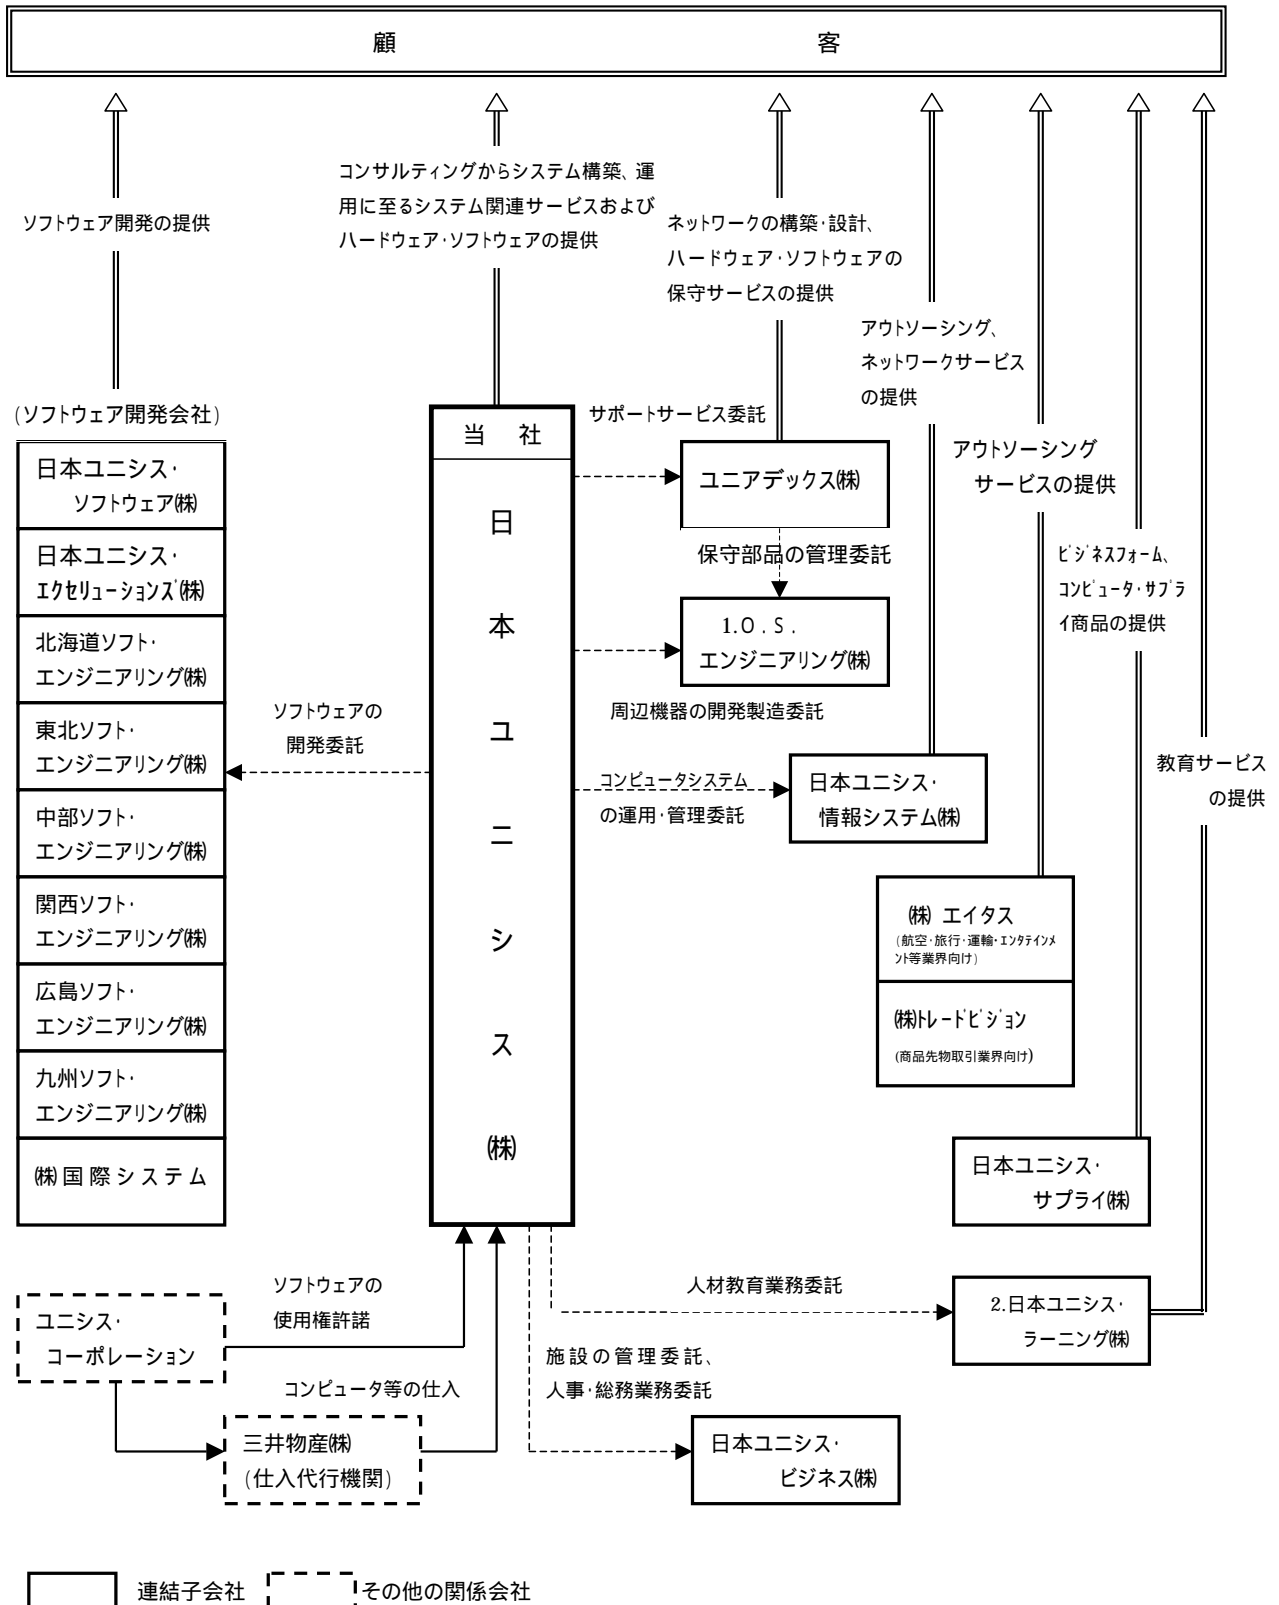 顧　客
ソフトウェア開発の提供
コンサルティングからシステム構築、運
用に至るシステム関連サービスおよび
ハードウェア・ソフトウェアの提供
ネットワークの構築・設計、
ハードウェア・ソフトウェアの
保守サービスの提供
アウトソーシング、
ネットワークサービス
の提供
アウトソーシング
サービスの提供
ビジネスフォーム、
コンピュータ・サプラ
イ商品の提供
教育サービス
の提供
(ソフトウェア開発会社)
日本ユニシス・
ソフトウェア㈱
日本ユニシス・
エクセリューションズ㈱
北海道ソフト・
エンジニアリング㈱
東北ソフト・
エンジニアリング㈱
中部ソフト・
エンジニアリング㈱
関西ソフト・
エンジニアリング㈱
広島ソフト・
エンジニアリング㈱
九州ソフト・
エンジニアリング㈱
㈱国際システム
ソフトウェアの
開発委託
当　社
日本ユニシス㈱
サポートサービス委託
ユニアデックス㈱
保守部品の管理委託
1.O．S．
エンジニアリング㈱
周辺機器の開発製造委託
コンピュータシステム
の運用・管理委託
日本ユニシス・
情報システム㈱
㈱ エイタス
(航空・旅行・運輸・エンタテインメ
ント等業界向け)
㈱トレードビジョン
(商品先物取引業界向け)
日本ユニシス・
サプライ㈱
人材教育業務委託
2.日本ユニシス・
ラーニング㈱
施設の管理委託、
人事・総務業務委託
日本ユニシス・
ビジネス㈱
ソフトウェアの
使用権許諾
ユニシス・
コーポレーション
コンピュータ等の仕入
三井物産㈱
(仕入代行機関)
連結子会社
その他の関係会社